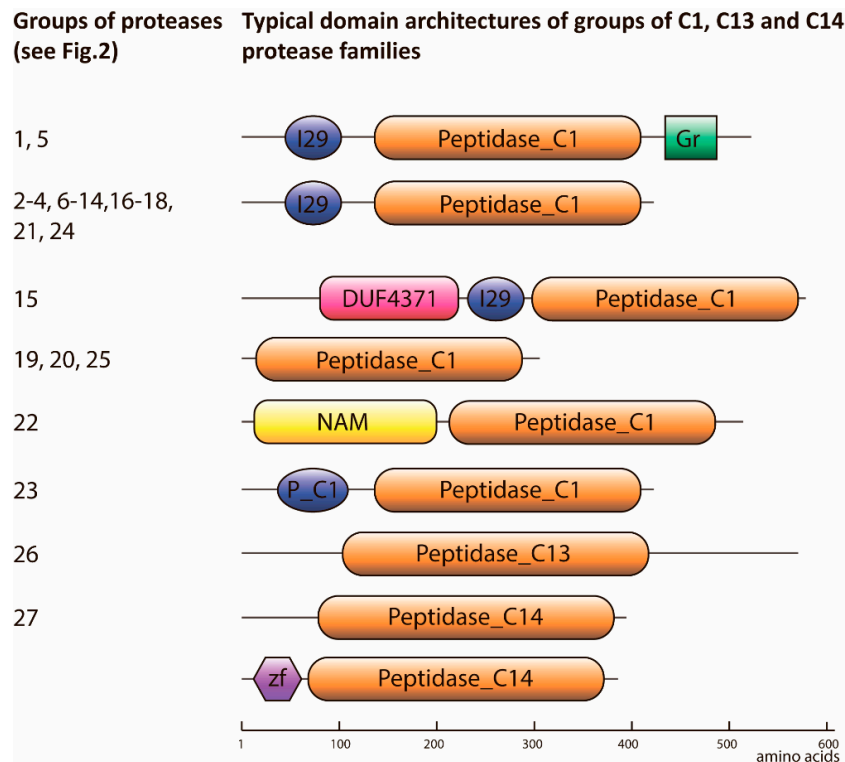 Groups of proteases
(see Fig.2)
Typical domain architectures of groups of C1, C13 and C14
protease families
1, 5
I29
Peptidase_C1
Gr
2-4, 6-14,16-18,
21, 24
I29
Peptidase_C1
15
DUF4371
I29
Peptidase_C1
19, 20, 25
Peptidase_C1
22
NAM
Peptidase_C1
23
P_C1
Peptidase_C1
26
Peptidase_C13
27
Peptidase_C14
zf
Peptidase_C14
1 100 200 300 400 500 600
amino acids